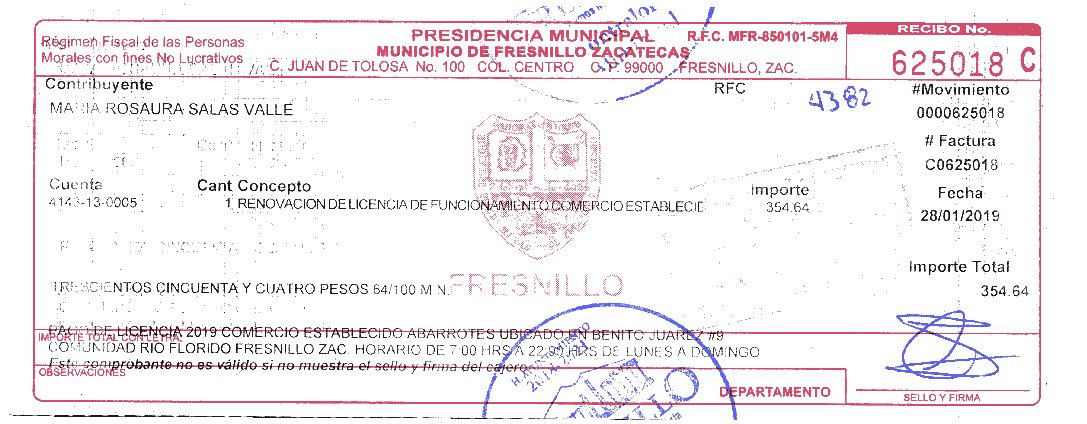 Régimen Fiscal de las Personas
Morales con fines No Lucrativos
PRESIDENCIA MUNICIPAL R.F.C. MFR-850101-5M4
MUNICIPIO DE FRESNILLO ZACATECAS
C. JUAN DE TOLOSA No. 100 COL. CENTRO C.P. 99000 FRESNILLO, ZAC.
RECIBO No.
625018 C
Contribuyente
RFC
4382
#Movimiento
MARIA ROSAURA SALAS VALLE
0000625018
# Factura
C0625018
Cuenta
Cant Concepto
Importe
Fecha
4143-13-0005
1 RENOVACION DE LICENCIA DE FUNCIONAMIENTO COMERCIO ESTABLECIE
354.64
28/01/2019
FRESNILLO
Importe Total
354.64
TRESCIENTOS CINCUENTA Y CUATRO PESOS 64/100 M.N.
PAGO DE LICENCIA 2019 COMERCIO ESTABLECIDO ABARROTES UBICADO EN BENITO JUAREZ #9
IMPORTE TOTAL CON LETRA:
COMUNIDAD RIO FLORIDO FRESNILLO ZAC. HORARIO DE 7:00 HRS A 22:00 HRS DE LUNES A DOMINGO
Este comprobante no es válido si no muestra el sello y firma del cajero
OBSERVACIONES
DEPARTAMENTO
SELLO Y FIRMA